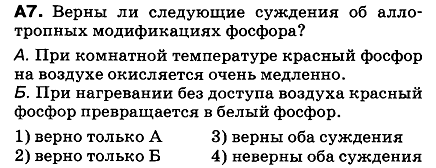 А7. Верны ли следующие суждения об алло-
тропных модификациях фосфора?
А. При комнатной температуре красный фосфор
на воздухе окисляется очень медленно.
Б. При нагревании без доступа воздуха красный
фосфор превращается в белый фосфор.
1) верно только А 3) верны оба суждения
2) верно только Б 4) неверны оба суждения